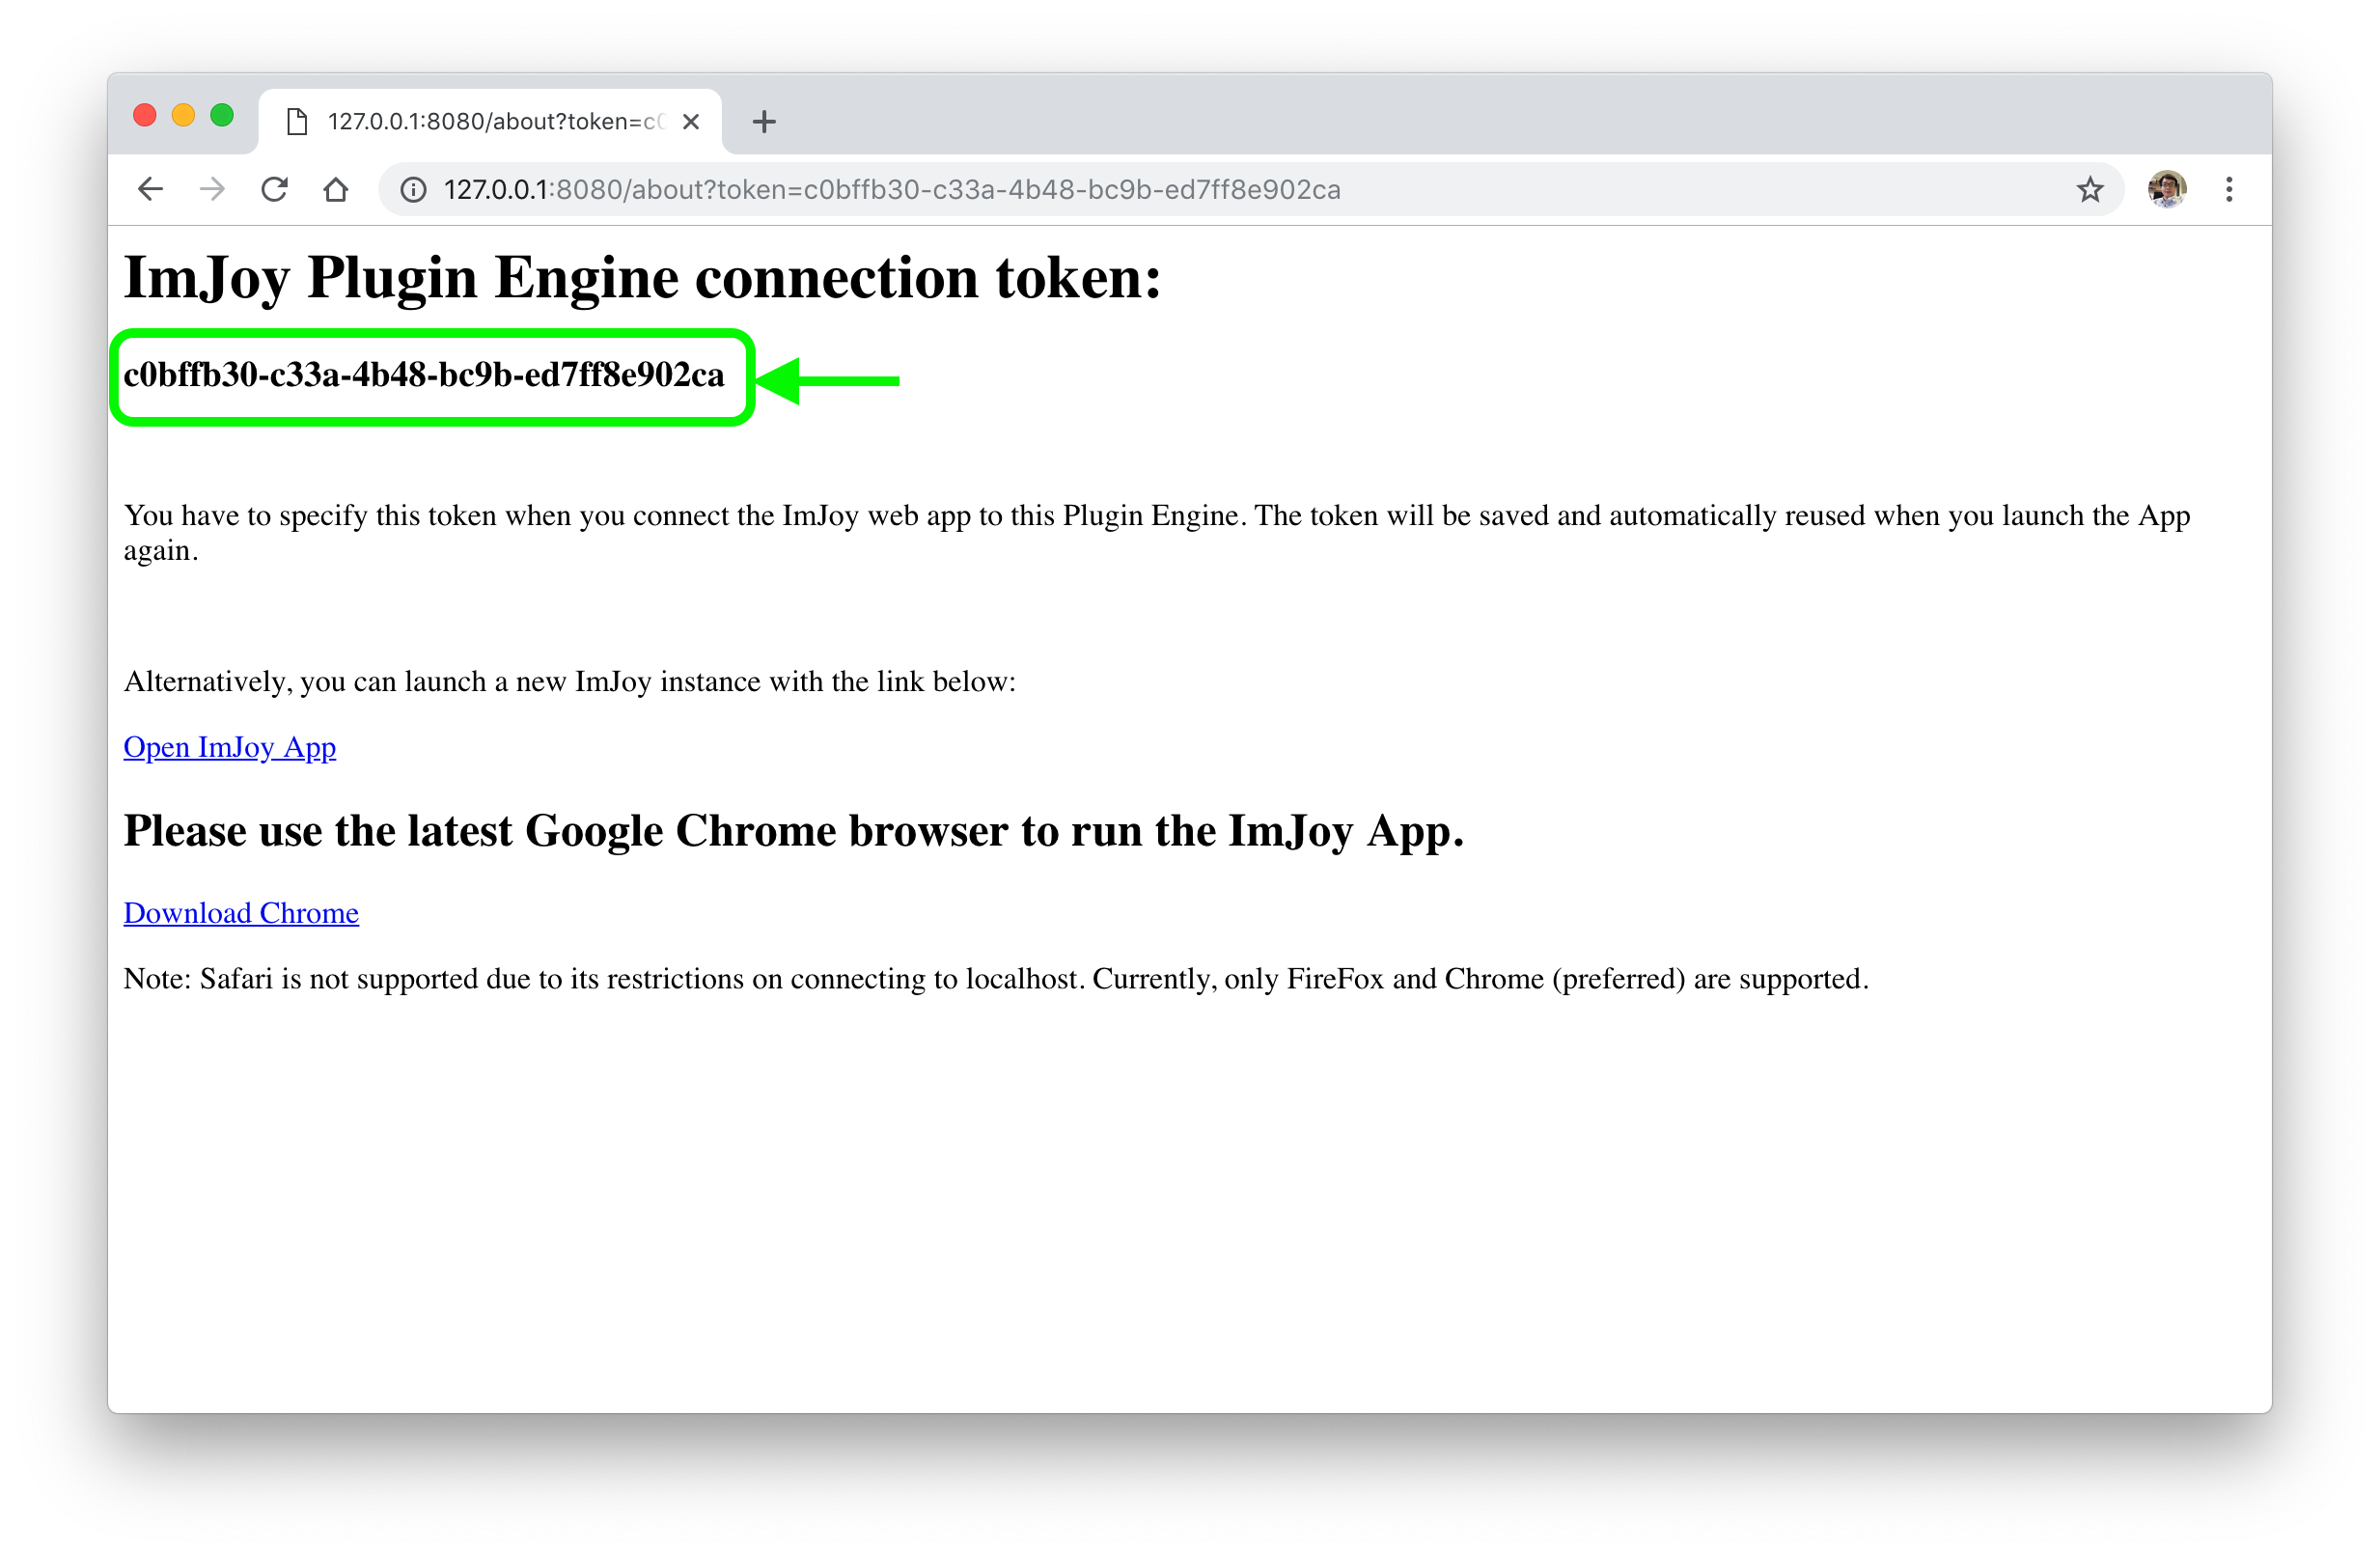 127.0.0.1:8080/about?token=c0
127.0.0.1:8080/about?token=c0bffb30-c33a-4b48-bc9b-ed7ff8e902ca
ImJoy Plugin Engine connection token:
c0bffb30-c33a-4b48-bc9b-ed7ff8e902ca
You have to specify this token when you connect the ImJoy web app to this Plugin Engine. The token will be saved and automatically reused when you launch the App
again.
Alternatively, you can launch a new ImJoy instance with the link below:
Open ImJoy App
Please use the latest Google Chrome browser to run the ImJoy App.
Download Chrome
Note: Safari is not supported due to its restrictions on connecting to localhost. Currently, only FireFox and Chrome (preferred) are supported.